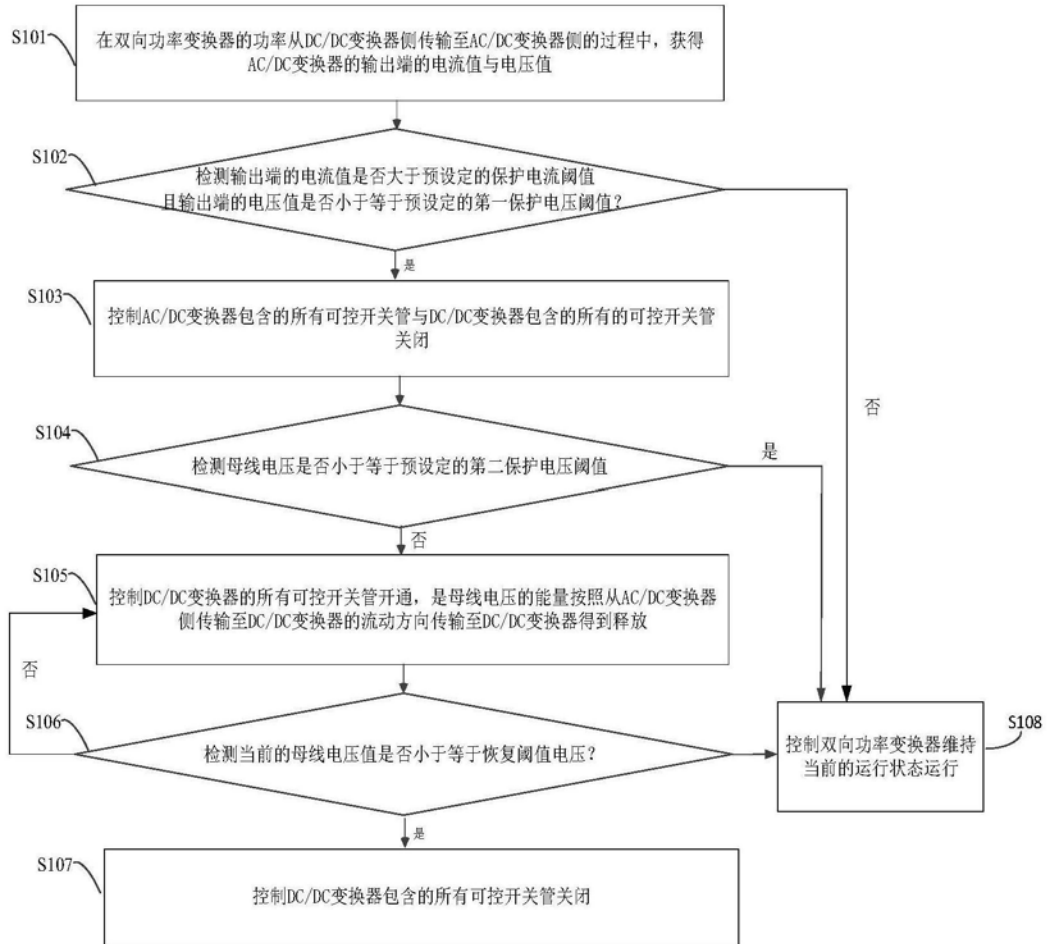 S101
在双向功率变换器的功率从DC/DC变换器侧传输至AC/DC变换器侧的过程中，获得
AC/DC变换器的输出端的电流值与电压值
S102
检测输出端的电流值是否大于预设定的保护电流阈值
且输出端的电压值是否小于等于预设定的第一保护电压阈值？
是
否
S103
控制AC/DC变换器包含的所有可控开关管与DC/DC变换器包含的所有的可控开关管
关闭
S104
检测母线电压是否小于等于预设定的第二保护电压阈值
是
否
S105
控制DC/DC变换器的所有可控开关管开通，是母线电压的能量按照从AC/DC变换器
侧传输至DC/DC变换器的流动方向传输至DC/DC变换器得到释放
否
S106
检测当前的母线电压值是否小于等于恢复阈值电压？
是
S108
控制双向功率变换器维持
当前的运行状态运行
S107
控制DC/DC变换器包含的所有可控开关管关闭